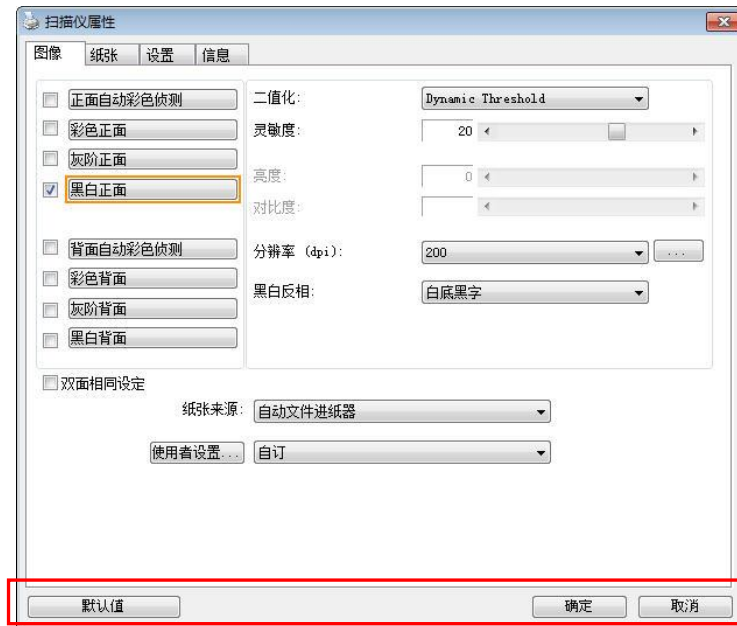 扫描仪属性
图像 纸张 设置 信息
正面自动彩色侦测 二值化: Dynamic Threshold
彩色正面 灵敏度: 20
灰阶正面
亮度: 0
黑白正面
对比度:
背面自动彩色侦测 分辨率 (dpi): 200 ...
彩色背面
黑白反相: 白底黑字
灰阶背面
黑白背面
双面相同设定
纸张来源: 自动文件进纸器
使用者设置... 自订
默认值 确定 取消